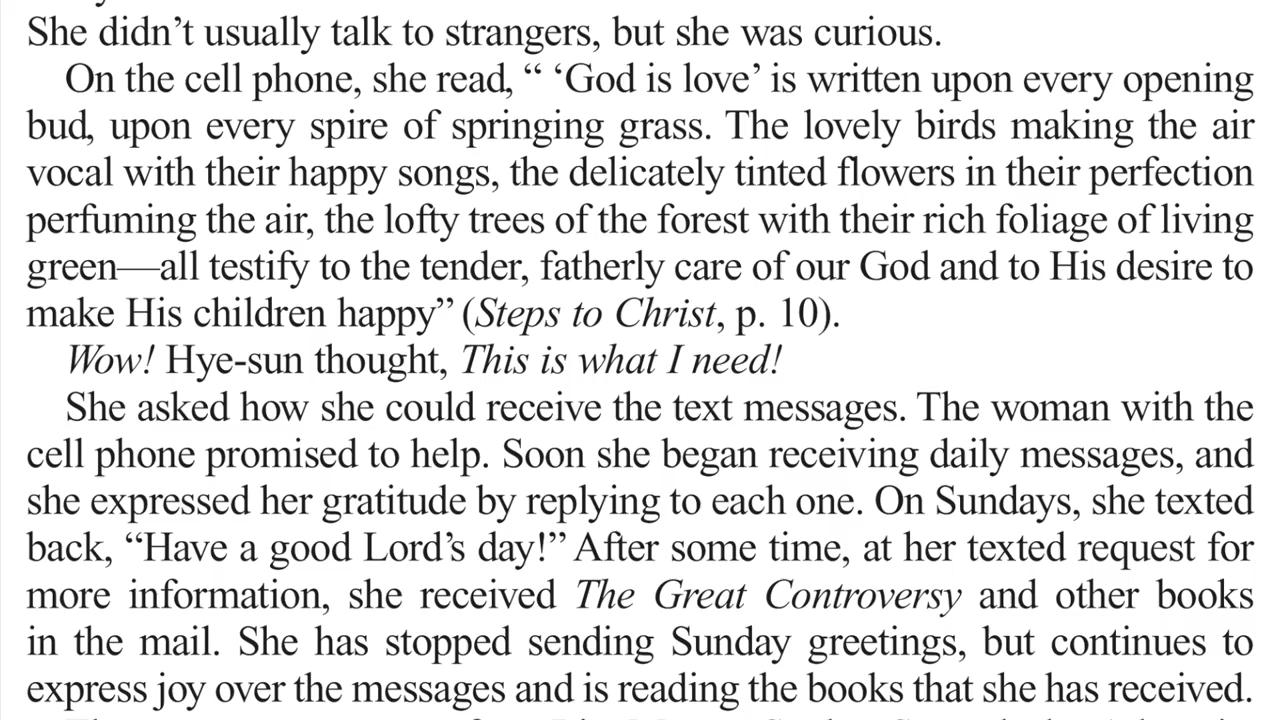 She didn’t usually talk to strangers, but she was curious.
On the cell phone, she read, “ ‘God is love’ is written upon every opening
bud, upon every spire of springing grass. The lovely birds making the air
vocal with their happy songs, the delicately tinted flowers in their perfection
perfuming the air, the lofty trees of the forest with their rich foliage of living
green—all testify to the tender, fatherly care of our God and to His desire to
make His children happy” (Steps to Christ, p. 10).
Wow! Hye-sun thought, This is what I need!
She asked how she could receive the text messages. The woman with the
cell phone promised to help. Soon she began receiving daily messages, and
she expressed her gratitude by replying to each one. On Sundays, she texted
back, “Have a good Lord’s day!” After some time, at her texted request for
more information, she received The Great Controversy and other books
in the mail. She has stopped sending Sunday greetings, but continues to
express joy over the messages and is reading the books that she has received.